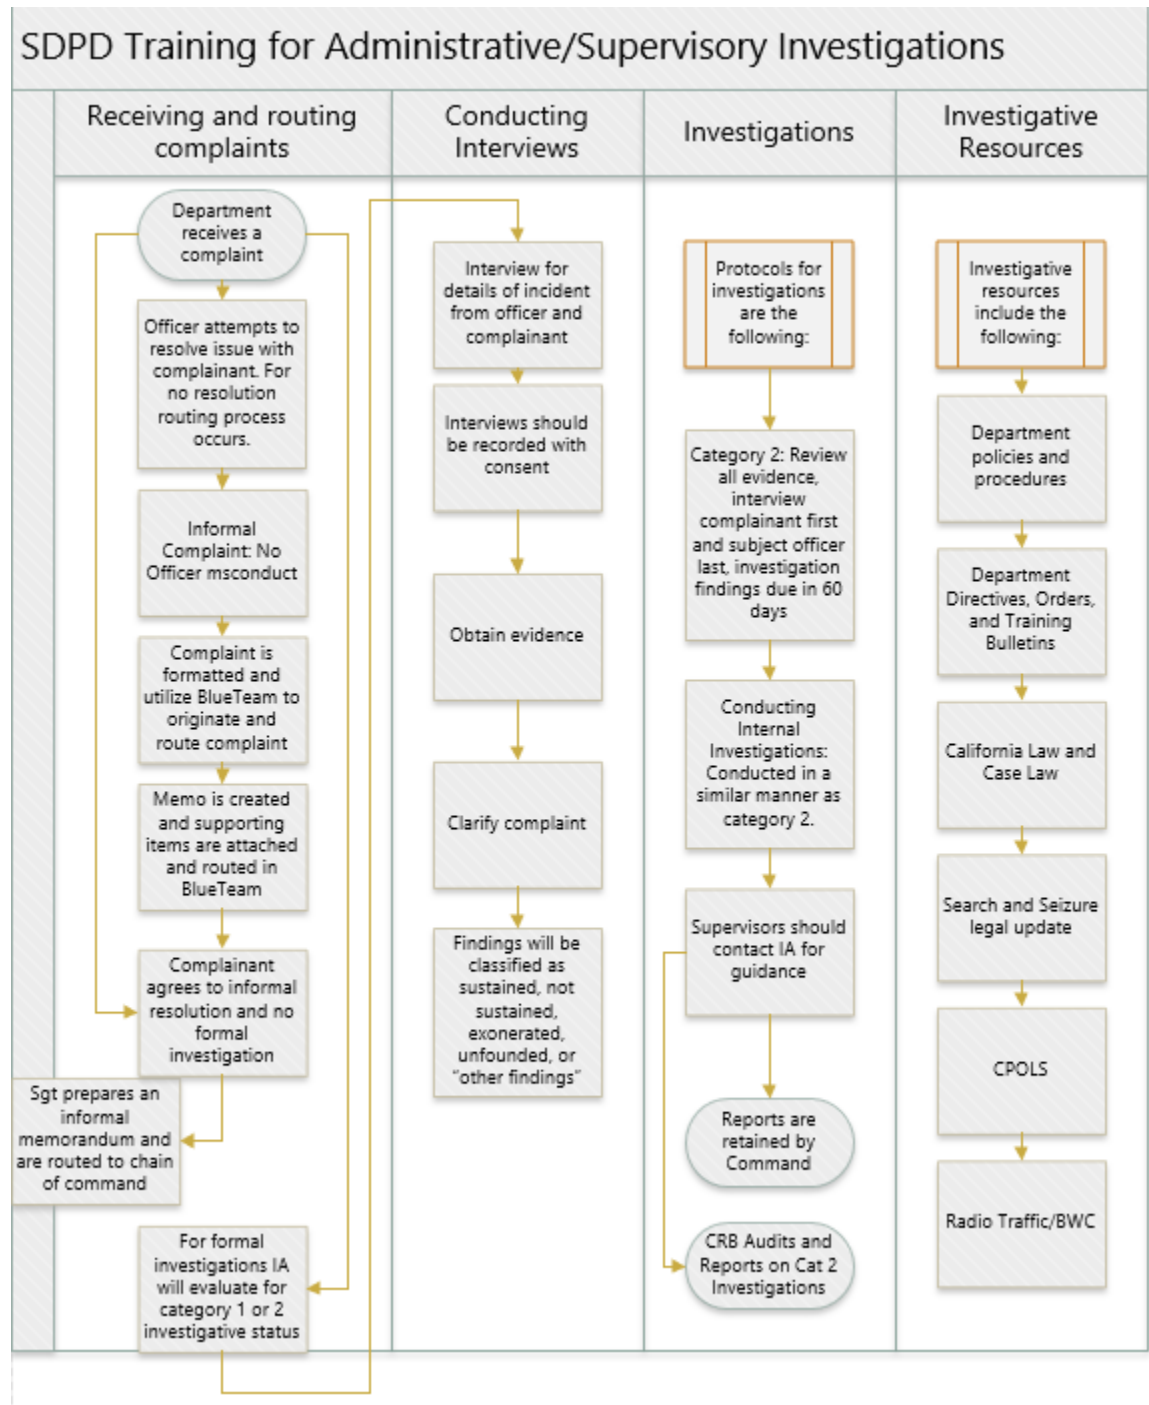 SDPD Training for Administrative/Supervisory Investigations
Receiving and routing
complaints
Department
receives a
complaint
Officer attempts to
resolve issue with
complainant. For
no resolution
routing process
occurs.
Informal
Complaint: No
Officer msconduct
Complaint is
formatted and
utilize BlueTeam to
originate and
route complaint
Memo is created
and supporting
items are attached
and routed in
BlueTeam
Complainant
agrees to informal
resolution and no
formal
investigation
Sgt prepares an
informal
memorandum and
are routed to chain
of command
For formal
investigations IA
will evaluate for
category 1 or 2
investigative status
Conducting
Interviews
Interview for
details of incident
from officer and
complainant
Interviews should
be recorded with
consent
Obtain evidence
Clarify complaint
Findings will be
classified as
sustained, not
sustained,
exonerated,
unfounded, or
“other findings”
Investigations
Protocols for
investigations
are the
following:
Category 2: Review
all evidence,
interview
complainant first
and subject officer
last, investigation
findings due in 60
days
Conducting
Internal
Investigations:
Conducted in a
similar manner as
category 2.
Supervisors should
contact IA for
guidance
Reports are
retained by
Command
CRB Audits and
Reports on Cat 2
Investigations
Investigative
Resources
Investigative
resources
include the
following:
Department
policies and
procedures
Department
Directives, Orders,
and Training
Bulletins
California Law and
Case Law
Search and Seizure
legal update
CPOLS
Radio Traffic/BWC